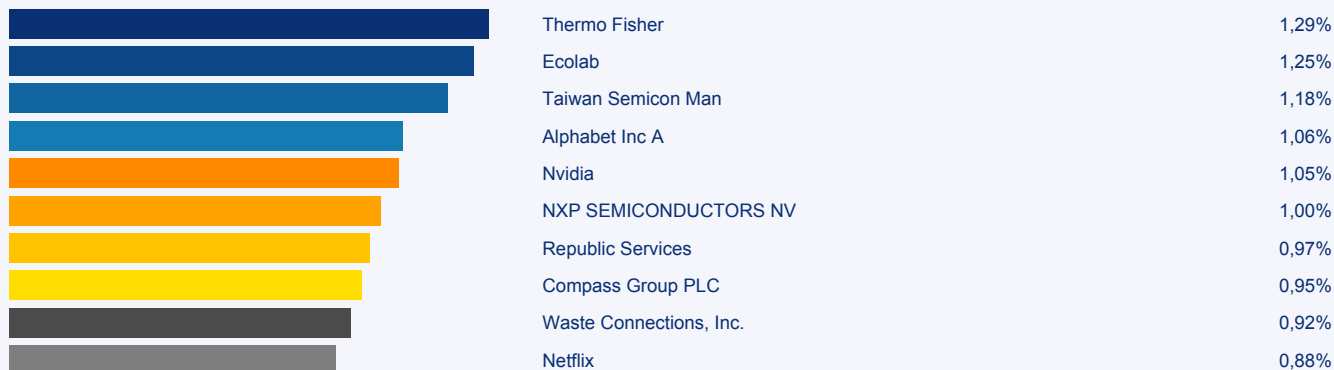 Thermo Fisher 1,29%
Ecolab 1,25%
Taiwan Semicon Man 1,18%
Alphabet Inc A 1,06%
Nvidia 1,05%
NXP SEMICONDUCTORS NV 1,00%
Republic Services 0,97%
Compass Group PLC 0,95%
Waste Connections, Inc. 0,92%
Netflix 0,88%